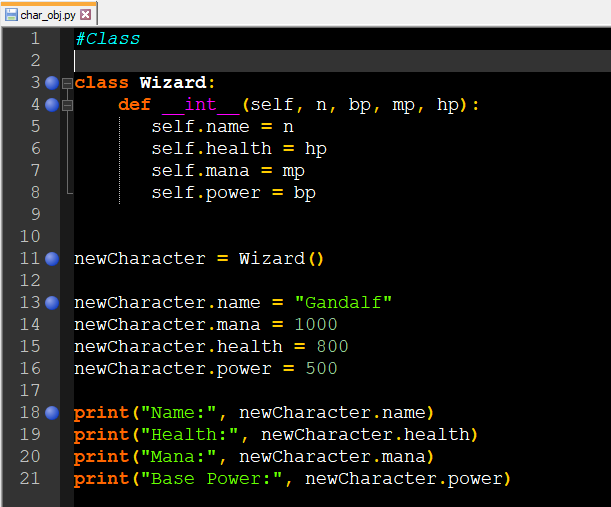 char_obj.py
1 #Class
2
3 class Wizard:
4 def __int__(self, n, bp, mp, hp):
5 self.name = n
6 self.health = hp
7 self.mana = mp
8 self.power = bp
9
10
11 newCharacter = Wizard()
12
13 newCharacter.name = "Gandalf"
14 newCharacter.mana = 1000
15 newCharacter.health = 800
16 newCharacter.power = 500
17
18 print("Name:", newCharacter.name)
19 print("Health:", newCharacter.health)
20 print("Mana:", newCharacter.mana)
21 print("Base Power:", newCharacter.power)